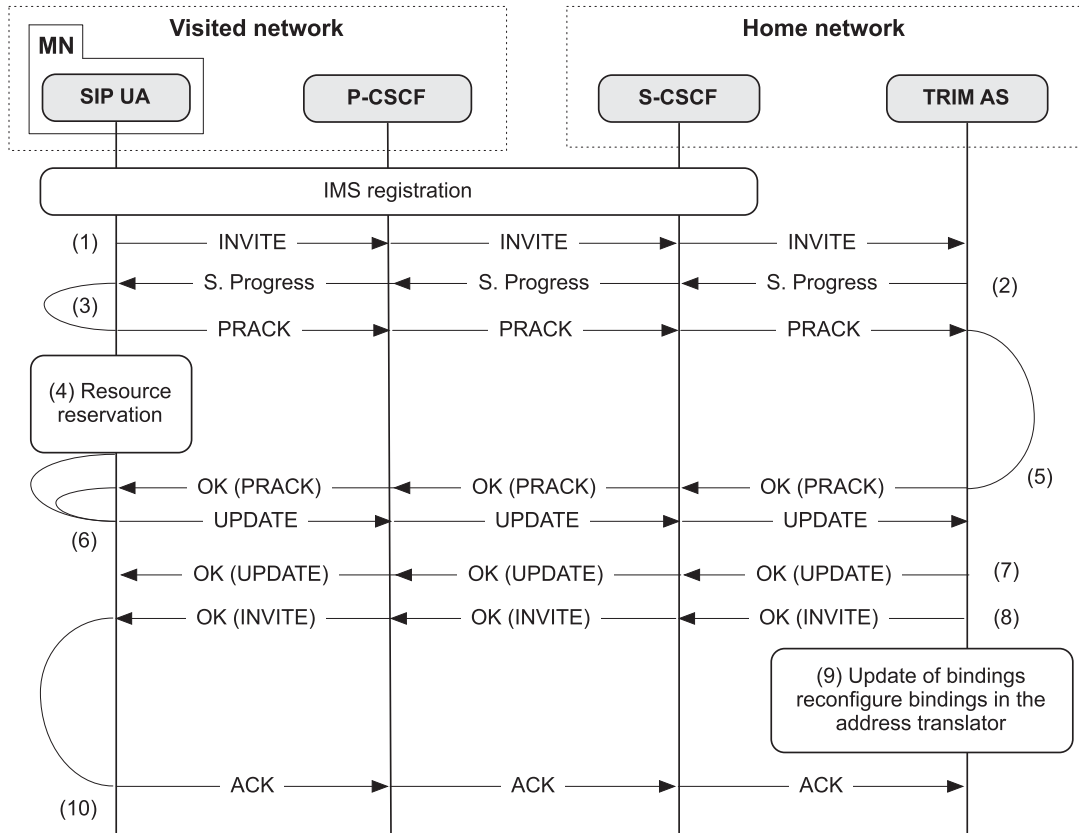 Visited network
Home network
MN
SIP UA
P-CSCF
S-CSCF
TRIM AS
IMS registration
(1) INVITE INVITE INVITE
S. Progress S. Progress S. Progress (2)
(3)
PRACK PRACK PRACK
(4) Resource
reservation
OK (PRACK) OK (PRACK) OK (PRACK) (5)
UPDATE UPDATE UPDATE
(6)
OK (UPDATE) OK (UPDATE) OK (UPDATE) (7)
OK (INVITE) OK (INVITE) OK (INVITE) (8)
(9) Update of bindings
reconfigure bindings in the
address translator
ACK ACK ACK
(10)